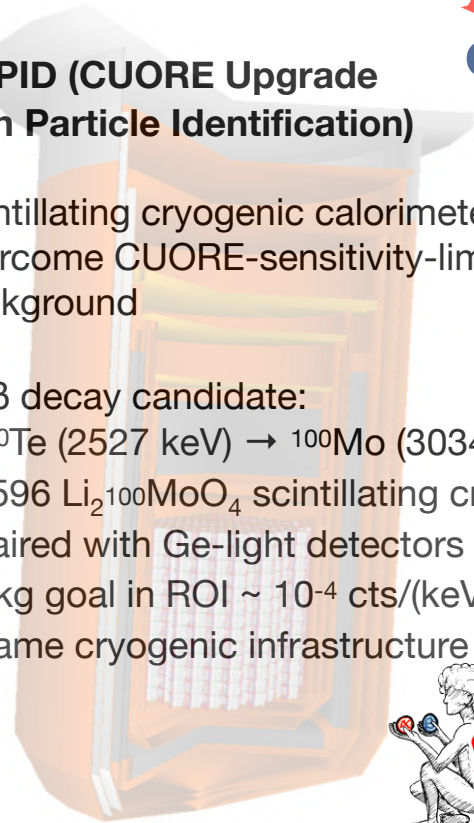 PID (CUORE Upgrade
h Particle Identification)
ntillating cryogenic calorimete
rcome CUORE-sensitivity-lim
kground
β decay candidate:
⁰Te (2527 keV) → ¹⁰⁰Mo (3034
596 Li₂¹⁰⁰MoO₄ scintillating cr
aired with Ge-light detectors
kg goal in ROI ~ 10⁻⁴ cts/(keV
ame cryogenic infrastructure